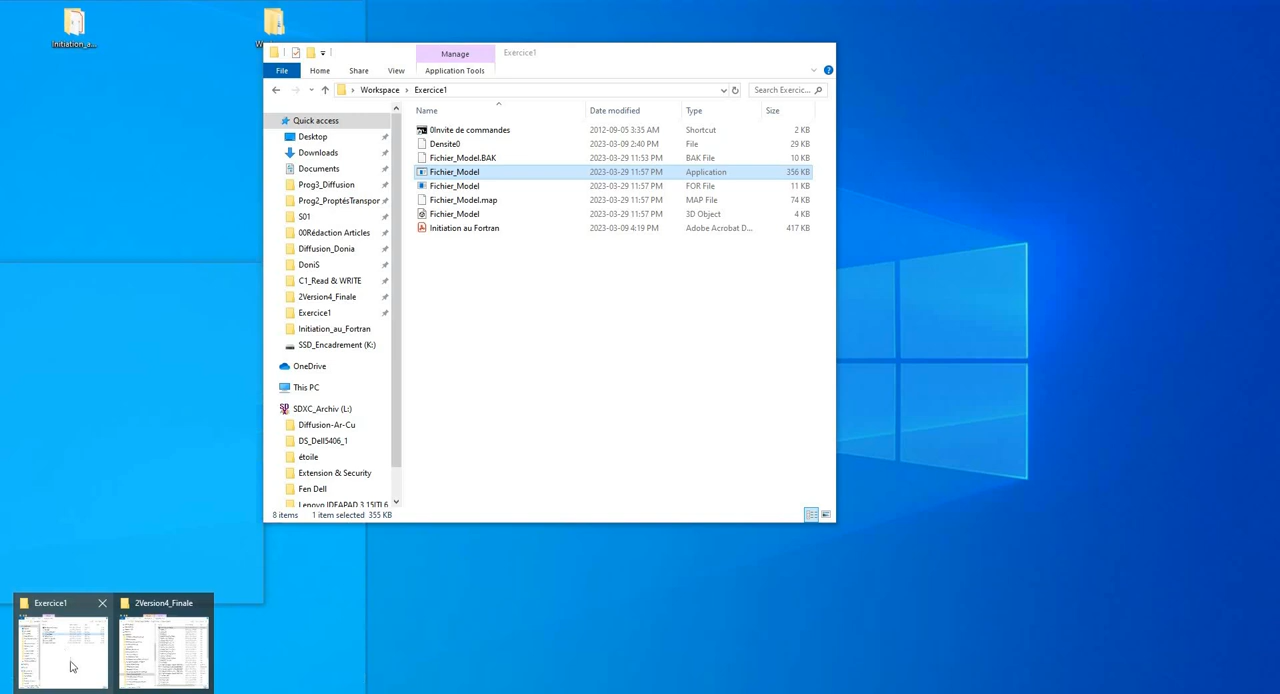 Initiation_a...
Manage
Exercice1
File
Home
Share
View
Application Tools
Workspace
Exercice1
Search Exercic...
Name
Date modified
Type
Size
Quick access
Desktop
Downloads
Documents
Prog3_Diffusion
Prog2_ProptésTranspor
S01
00Rédaction Articles
Diffusion_Donia
DoniS
C1_Read & WRITE
2Version4_Finale
Exercice1
Initiation_au_Fortran
SSD_Encadrement (K:)
OneDrive
This PC
SDXC_Archiv (L:)
Diffusion-Ar-Cu
DS_Dell5406_1
étoile
Extension & Security
Fen Dell
Lenovo IDEAPAD 3 15ITL6
0Invite de commandes 2012-09-05 3:35 AM Shortcut 2 KB
Densite0 2023-03-09 2:40 PM File 29 KB
Fichier_Model.BAK 2023-03-29 11:53 PM BAK File 10 KB
Fichier_Model 2023-03-29 11:57 PM Application 356 KB
Fichier_Model 2023-03-29 11:57 PM FOR File 11 KB
Fichier_Model.map 2023-03-29 11:57 PM MAP File 74 KB
Fichier_Model 2023-03-29 11:57 PM 3D Object 4 KB
Initiation au Fortran 2023-03-09 4:19 PM Adobe Acrobat D... 417 KB
8 items 1 item selected 355 KB
Exercice1
2Version4_Finale